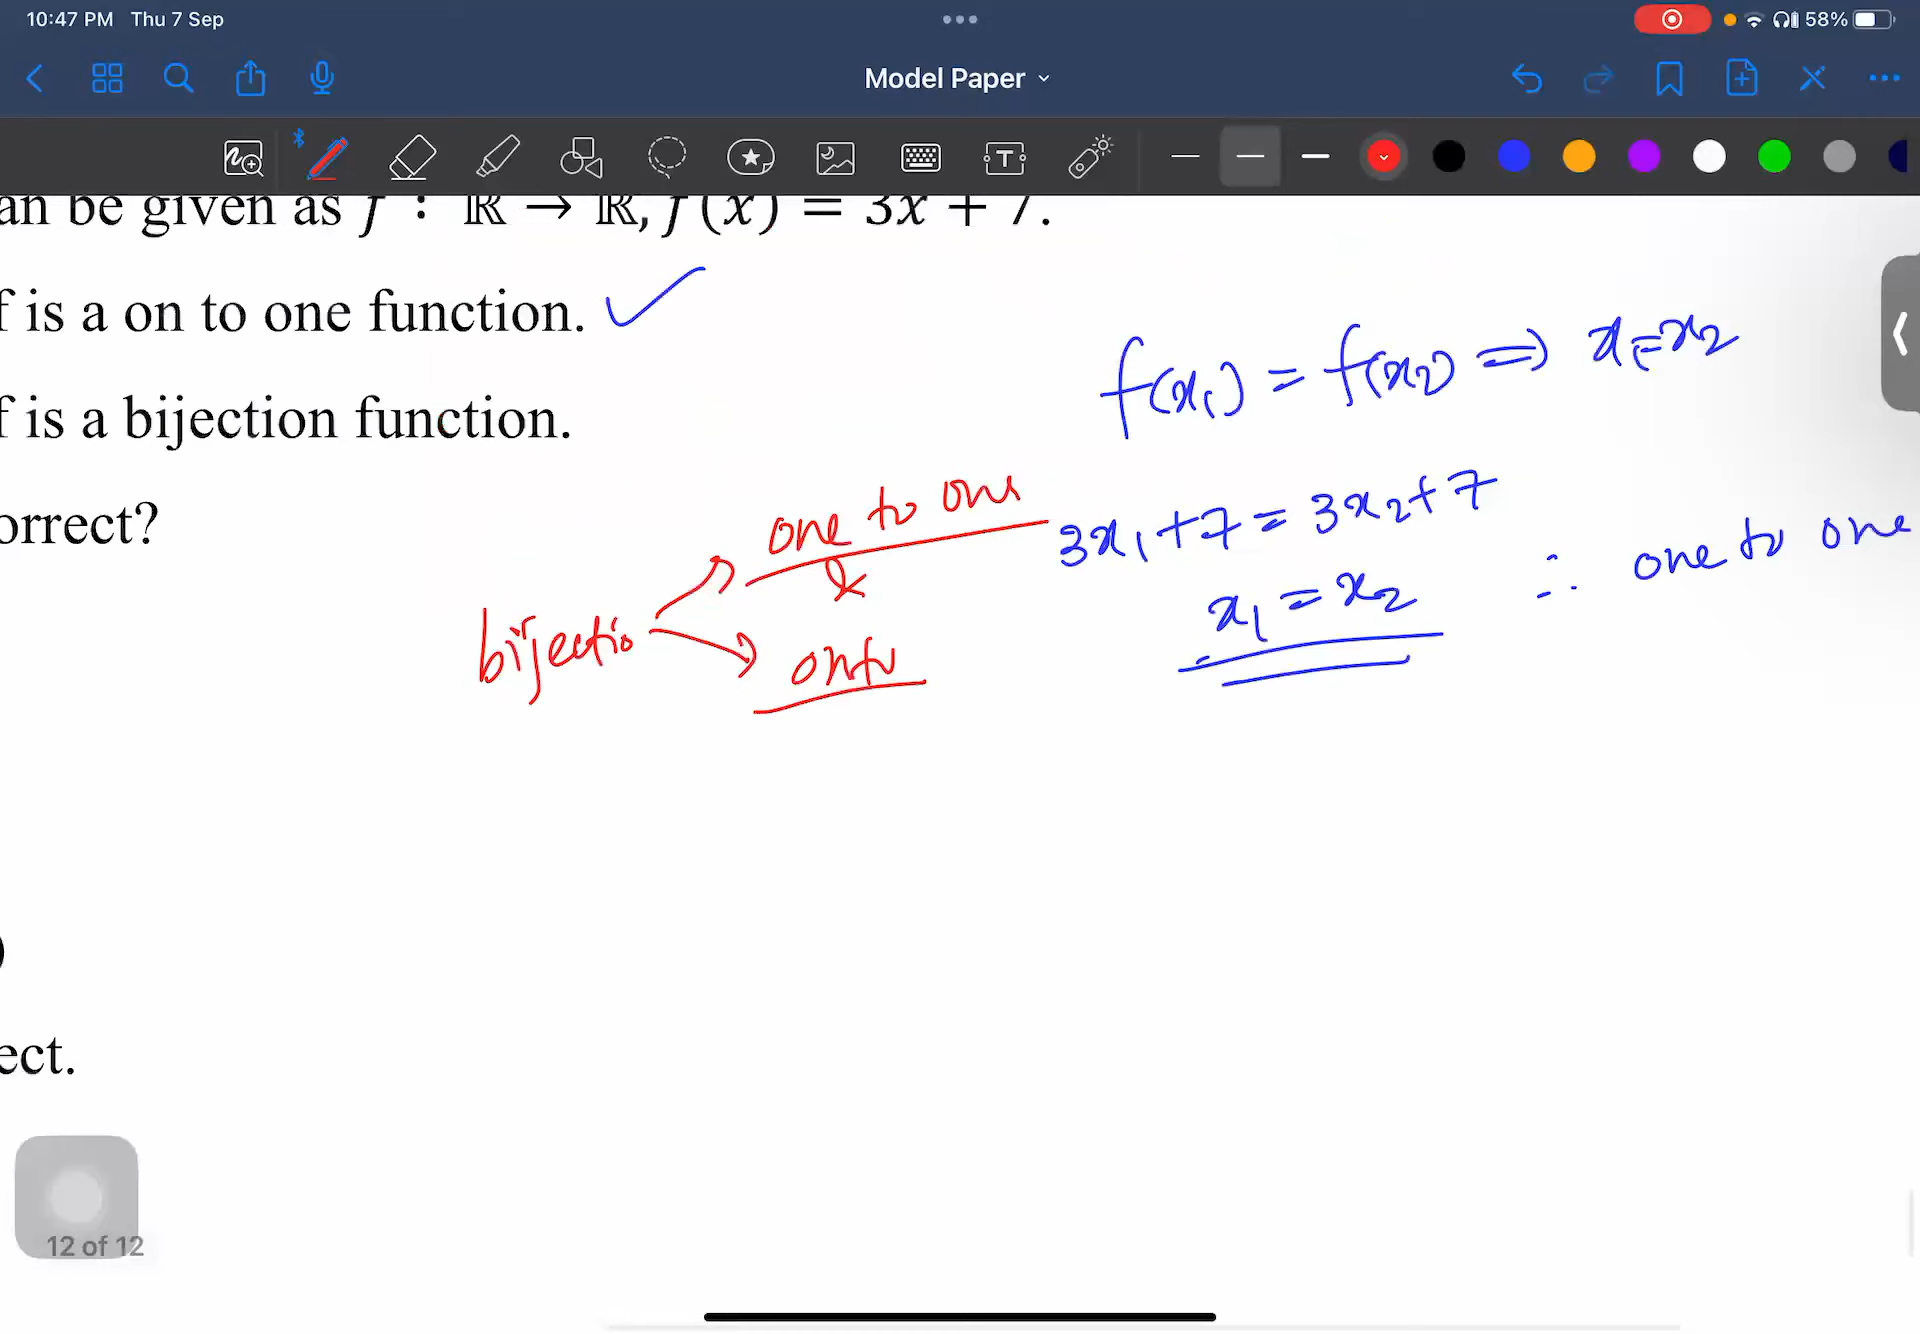 10:47 PM Thu 7 Sep
58%
Model Paper
T
an be given as f : ℝ → ℝ, f(x) = 3x + 7.
f is a on to one function.
f(x₁) = f(x₂) ⇒ x₁=x₂
f is a bijection function.
orrect?
one to one
3x₁+7 = 3x₂+7
&
x₁ = x₂
∴ one to one
bijectio
onto
)
ect.
12 of 12